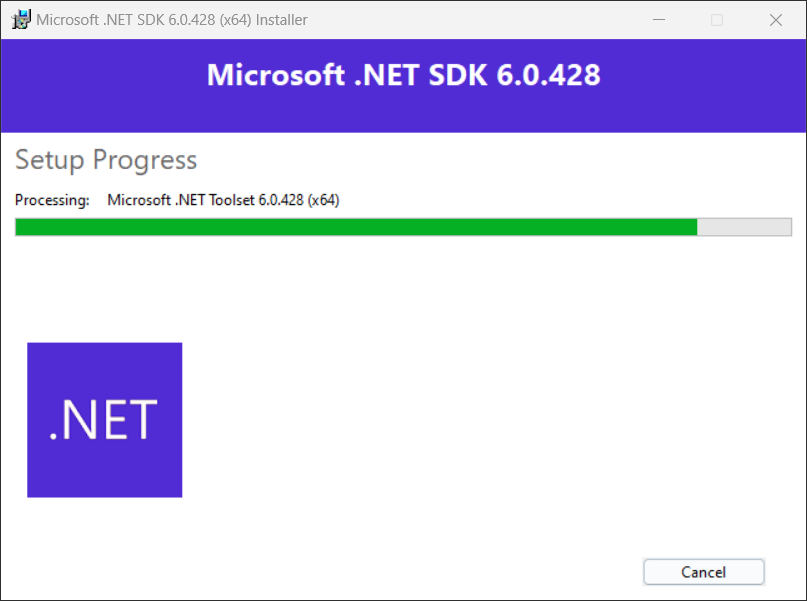 Microsoft .NET SDK 6.0.428 (x64) Installer
Microsoft .NET SDK 6.0.428
Setup Progress
Processing: Microsoft .NET Toolset 6.0.428 (x64)
.NET
Cancel